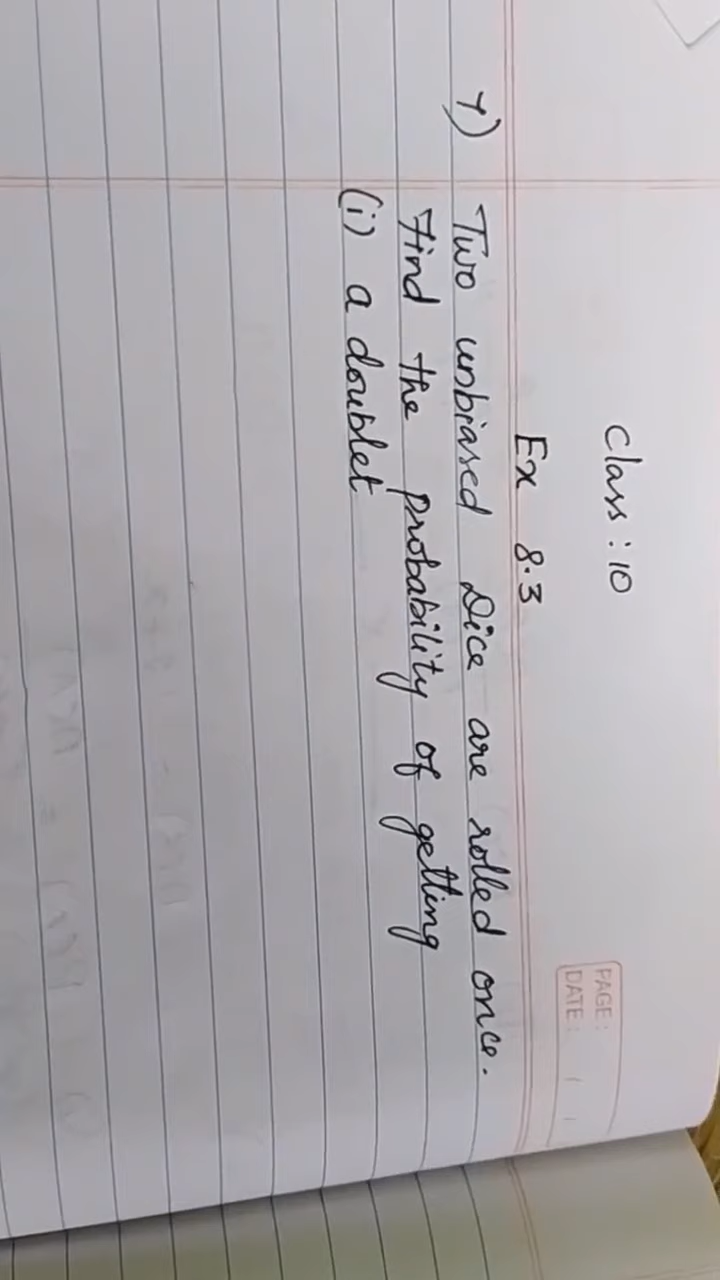 Class : 10
PAGE:
DATE: / /
Ex 8.3
Two unbiased Dice are rolled once.
Find the probability of getting
(i) a doublet